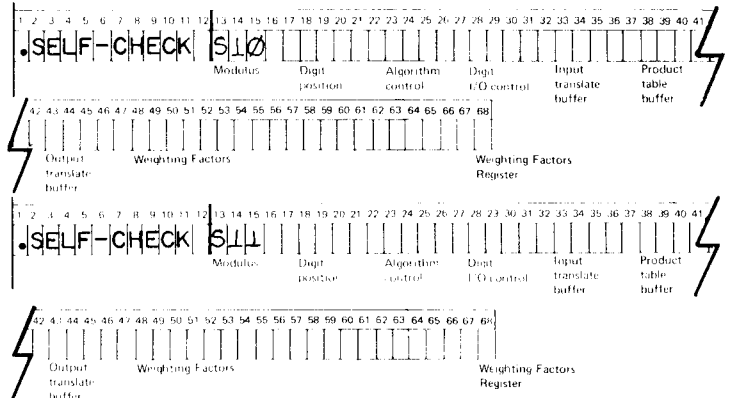 1 2 3 4 5 6 7 8 9 10 11 12 13 14 15 16 17 18 19 20 21 22 23 24 25 26 27 28 29 30 31 32 33 34 35 36 37 38 39 40 41
.SELF-CHECK S10
Modulus Digit position Algorithm control Digit I/O control Input translate buffer Product table buffer
42 43 44 45 46 47 48 49 50 51 52 53 54 55 56 57 58 59 60 61 62 63 64 65 66 67 68
Output translate buffer Weighting Factors Weighting Factors Register
1 2 3 4 5 6 7 8 9 10 11 12 13 14 15 16 17 18 19 20 21 22 23 24 25 26 27 28 29 30 31 32 33 34 35 36 37 38 39 40 41
.SELF-CHECK S11
Modulus Digit position Algorithm control Digit I/O control Input translate buffer Product table buffer
42 43 44 45 46 47 48 49 50 51 52 53 54 55 56 57 58 59 60 61 62 63 64 65 66 67 68
Output translate buffer Weighting Factors Weighting Factors Register